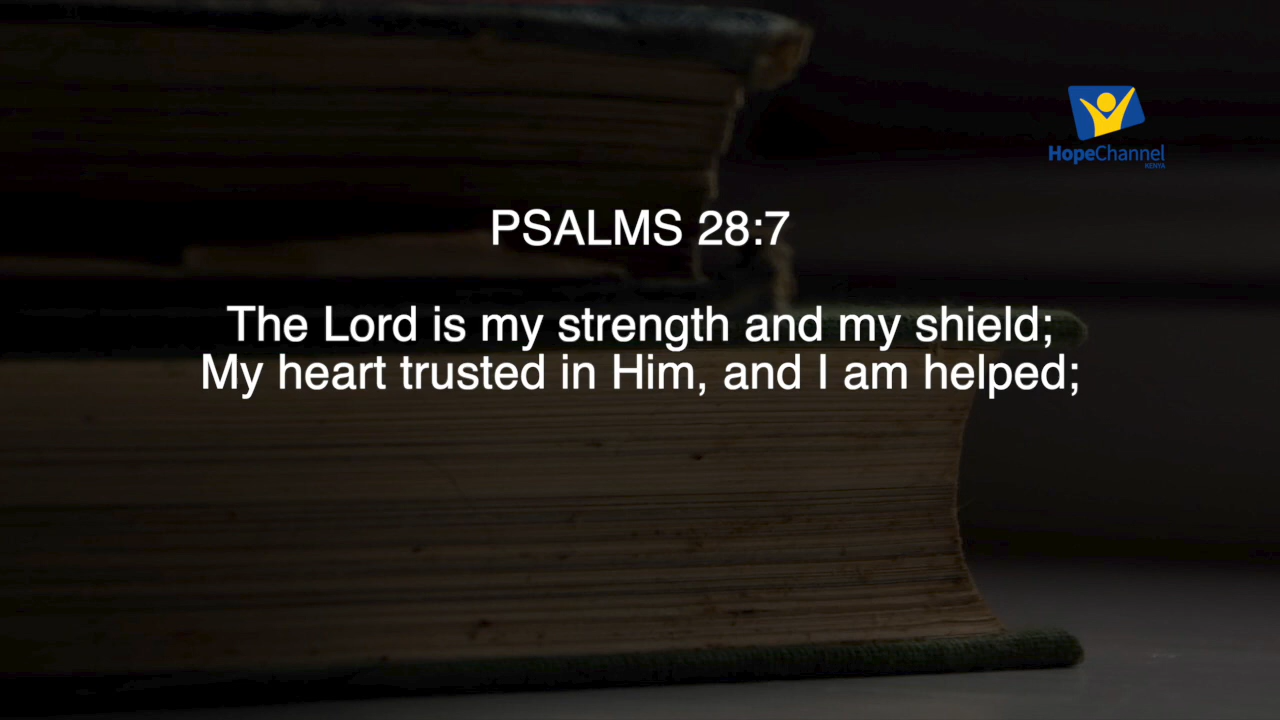 HopeChannel
KENYA
PSALMS 28:7
The Lord is my strength and my shield;
My heart trusted in Him, and I am helped;